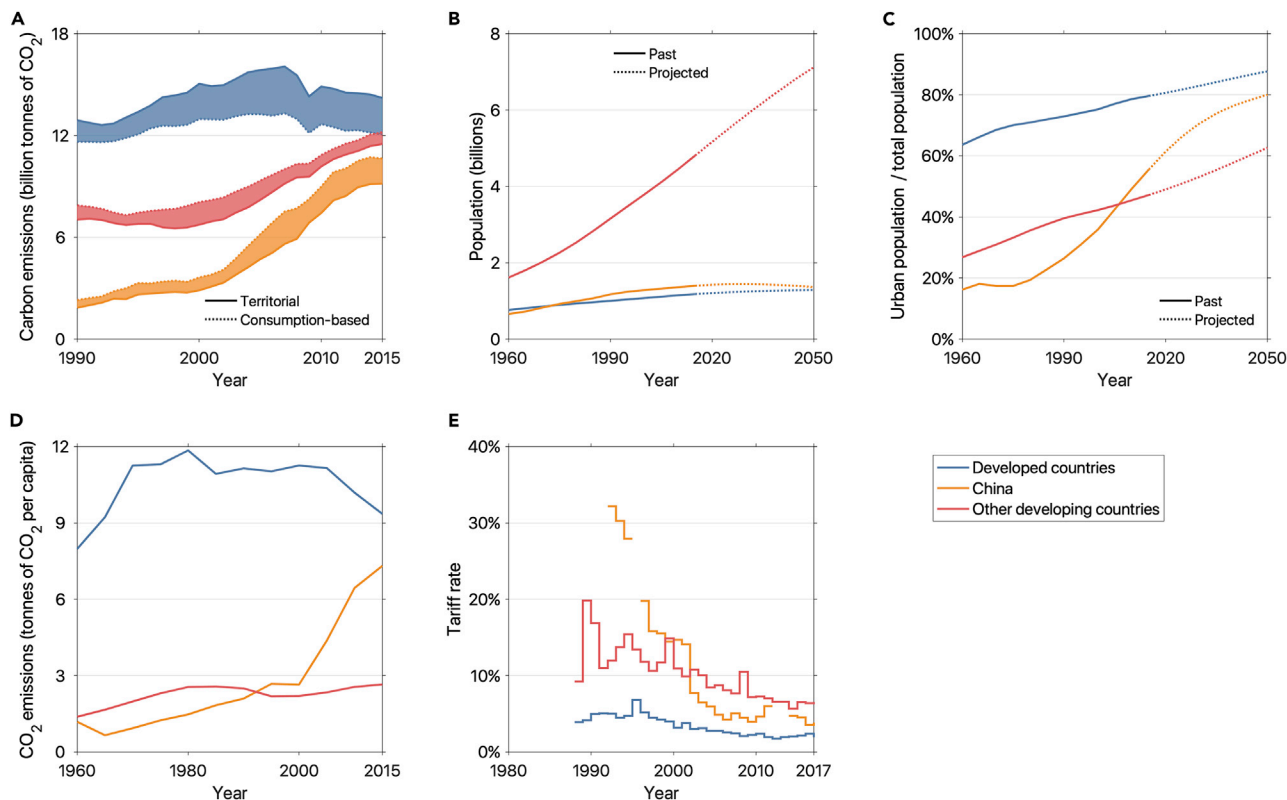 A
Carbon emissions (billion tonnes of CO2)
18
12
6
0
Territorial
Consumption-based
1990
2000
2010
2015
Year
B
Population (billions)
8
6
4
2
0
Past
Projected
1960
1990
2020
2050
Year
C
Urban population / total population
100%
80%
60%
40%
20%
0%
Past
Projected
1960
1990
2020
2050
Year
D
CO2 emissions (tonnes of CO2 per capita)
12
9
6
3
0
1960
1980
2000
2015
Year
E
Tariff rate
40%
30%
20%
10%
0%
1980
1990
2000
2010
2017
Year
Developed countries
China
Other developing countries